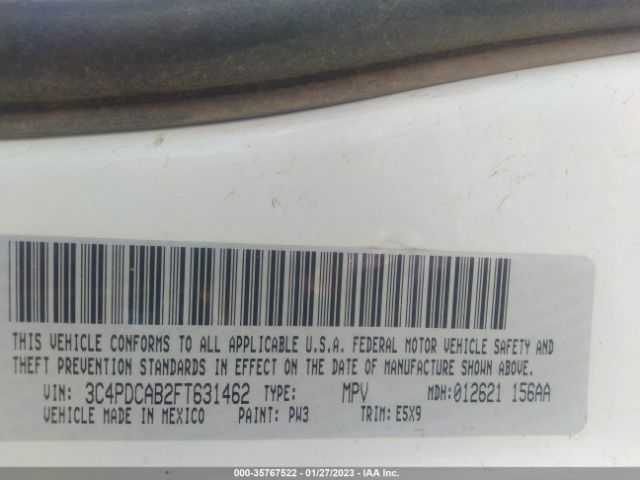 THIS VEHICLE CONFORMS TO ALL APPLICABLE U.S.A. FEDERAL MOTOR VEHICLE SAFETY AND
THEFT PREVENTION STANDARDS IN EFFECT ON THE DATE OF MANUFACTURE SHOWN ABOVE.
VIN: 3C4PDCAB2FT631462 TYPE: MPV MDH:012621 156AA
VEHICLE MADE IN MEXICO PAINT: PW3 TRIM: E5X9
000-35767522 - 01/27/2023 - IAA Inc.